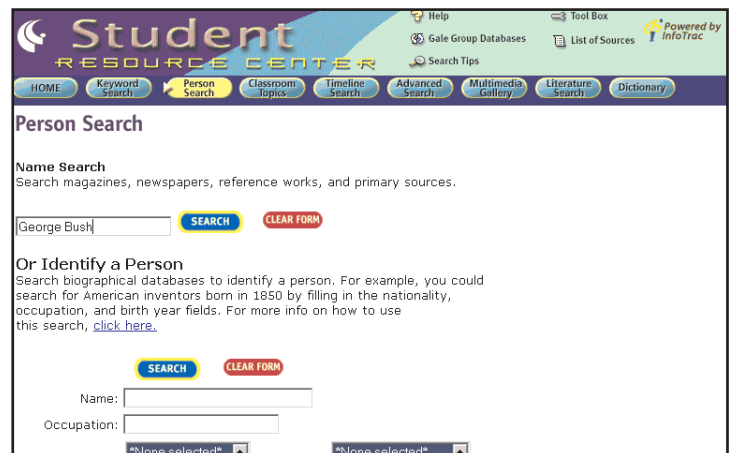 Student
RESOURCE CENTER
Help
Gale Group Databases
Search Tips
Tool Box
List of Sources
Powered by
InfoTrac
HOME
Keyword
Search
Person
Search
Classroom
Topics
Timeline
Search
Advanced
Search
Multimedia
Gallery
Literature
Search
Dictionary
Person Search
Name Search
Search magazines, newspapers, reference works, and primary sources.
George Bush
SEARCH
CLEAR FORM
Or Identify a Person
Search biographical databases to identify a person. For example, you could
search for American inventors born in 1850 by filling in the nationality,
occupation, and birth year fields. For more info on how to use
this search, click here.
SEARCH
CLEAR FORM
Name:
Occupation:
*None selected*
*None selected*